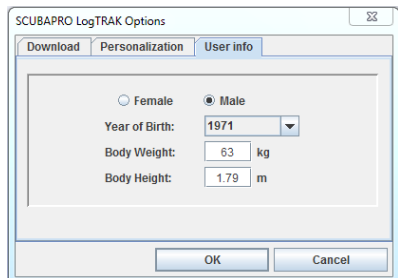 SCUBAPRO LogTRAK Options
Download Personalization User info
Female Male
Year of Birth: 1971
Body Weight: 63 kg
Body Height: 1.79 m
OK Cancel